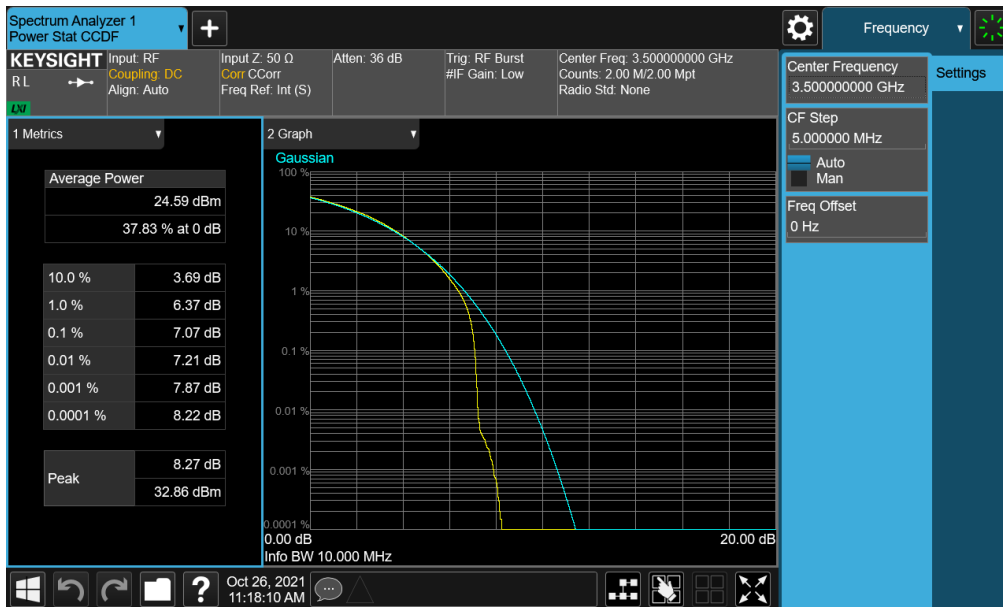 Spectrum Analyzer 1
Power Stat CCDF
+
Frequency
KEYSIGHT
RL
LXI
Input: RF
Coupling: DC
Align: Auto
Input Z: 50 Ω
Corr CCorr
Freq Ref: Int (S)
Atten: 36 dB
Trig: RF Burst
#IF Gain: Low
Center Freq: 3.500000000 GHz
Counts: 2.00 M/2.00 Mpt
Radio Std: None
Center Frequency
3.500000000 GHz
Settings
CF Step
5.000000 MHz
Auto
Man
Freq Offset
0 Hz
1 Metrics
Average Power
24.59 dBm
37.83 % at 0 dB
10.0 % 3.69 dB
1.0 % 6.37 dB
0.1 % 7.07 dB
0.01 % 7.21 dB
0.001 % 7.87 dB
0.0001 % 8.22 dB
Peak
8.27 dB
32.86 dBm
2 Graph
Gaussian
100 %
10 %
1 %
0.1 %
0.01 %
0.001 %
0.0001 %
0.00 dB 20.00 dB
Info BW 10.000 MHz
?
Oct 26, 2021
11:18:10 AM